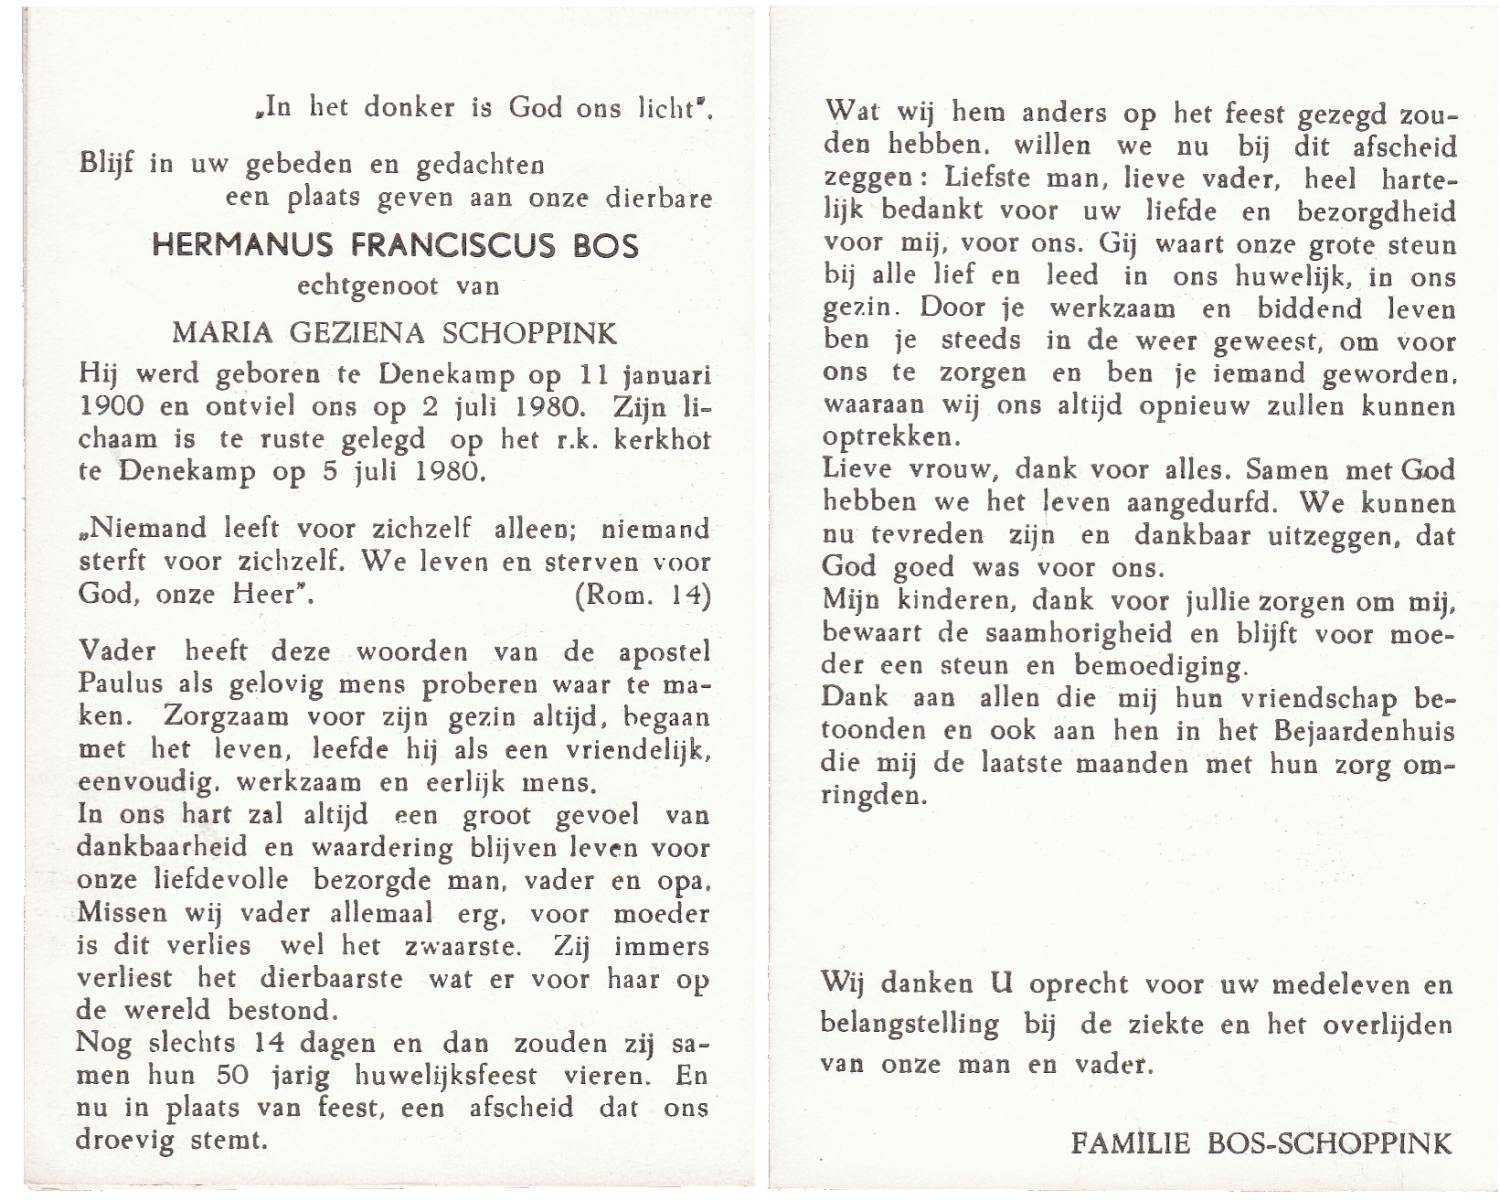 „In het donker is God ons licht”.
Blijf in uw gebeden en gedachten
een plaats geven aan onze dierbare
HERMANUS FRANCISCUS BOS
echtgenoot van
MARIA GEZIENA SCHOPPINK
Hij werd geboren te Denekamp op 11 januari
1900 en ontviel ons op 2 juli 1980. Zijn li-
chaam is te ruste gelegd op het r.k. kerkhof
te Denekamp op 5 juli 1980.
„Niemand leeft voor zichzelf alleen; niemand
sterft voor zichzelf. We leven en sterven voor
God, onze Heer”. (Rom. 14)
Vader heeft deze woorden van de apostel
Paulus als gelovig mens proberen waar te ma-
ken. Zorgzaam voor zijn gezin altijd, begaan
met het leven, leefde hij als een vriendelijk,
eenvoudig, werkzaam en eerlijk mens.
In ons hart zal altijd een groot gevoel van
dankbaarheid en waardering blijven leven voor
onze liefdevolle bezorgde man, vader en opa.
Missen wij vader allemaal erg, voor moeder
is dit verlies wel het zwaarste. Zij immers
verliest het dierbaarste wat er voor haar op
de wereld bestond.
Nog slechts 14 dagen en dan zouden zij sa-
men hun 50 jarig huwelijksfeest vieren. En
nu in plaats van feest, een afscheid dat ons
droevig stemt.
Wat wij hem anders op het feest gezegd zou-
den hebben, willen we nu bij dit afscheid
zeggen: Liefste man, lieve vader, heel harte-
lijk bedankt voor uw liefde en bezorgdheid
voor mij, voor ons. Gij waart onze grote steun
bij alle lief en leed in ons huwelijk, in ons
gezin. Door je werkzaam en biddend leven
ben je steeds in de weer geweest, om voor
ons te zorgen en ben je iemand geworden,
waaraan wij ons altijd opnieuw zullen kunnen
optrekken.
Lieve vrouw, dank voor alles. Samen met God
hebben we het leven aangedurfd. We kunnen
nu tevreden zijn en dankbaar uitzeggen, dat
God goed was voor ons.
Mijn kinderen, dank voor jullie zorgen om mij,
bewaart de saamhorigheid en blijft voor moe-
der een steun en bemoediging.
Dank aan allen die mij hun vriendschap be-
toonden en ook aan hen in het Bejaardenhuis
die mij de laatste maanden met hun zorg om-
ringden.
Wij danken U oprecht voor uw medeleven en
belangstelling bij de ziekte en het overlijden
van onze man en vader.
FAMILIE BOS-SCHOPPINK